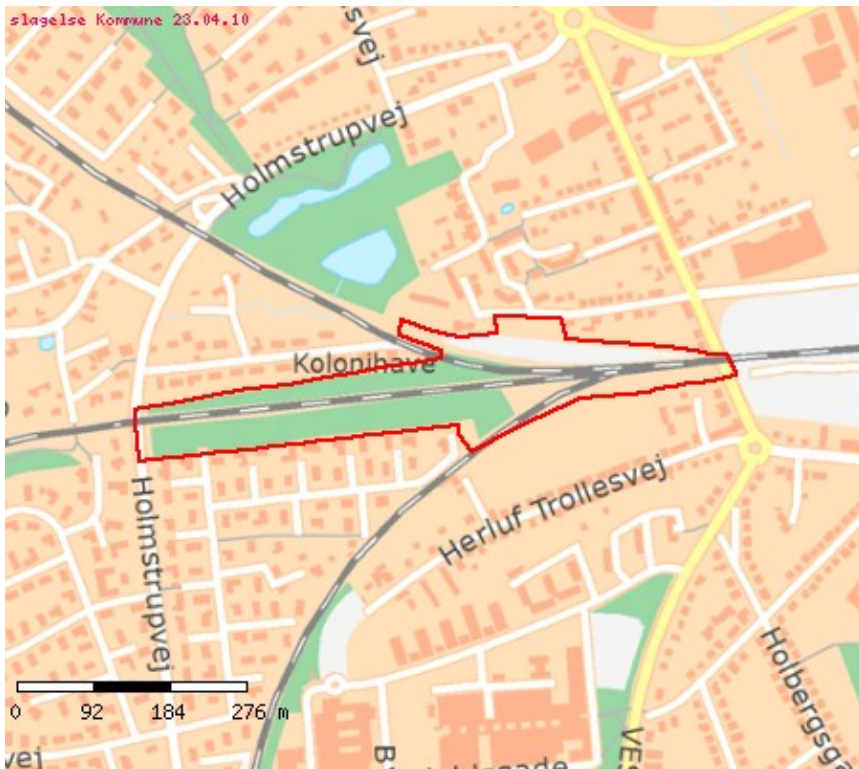 slagelse Kommune 23.04.10
Holmstrupvej
Kolonihave
Herluf Trollesvej
Holmstrupvej
0 92 184 276 m